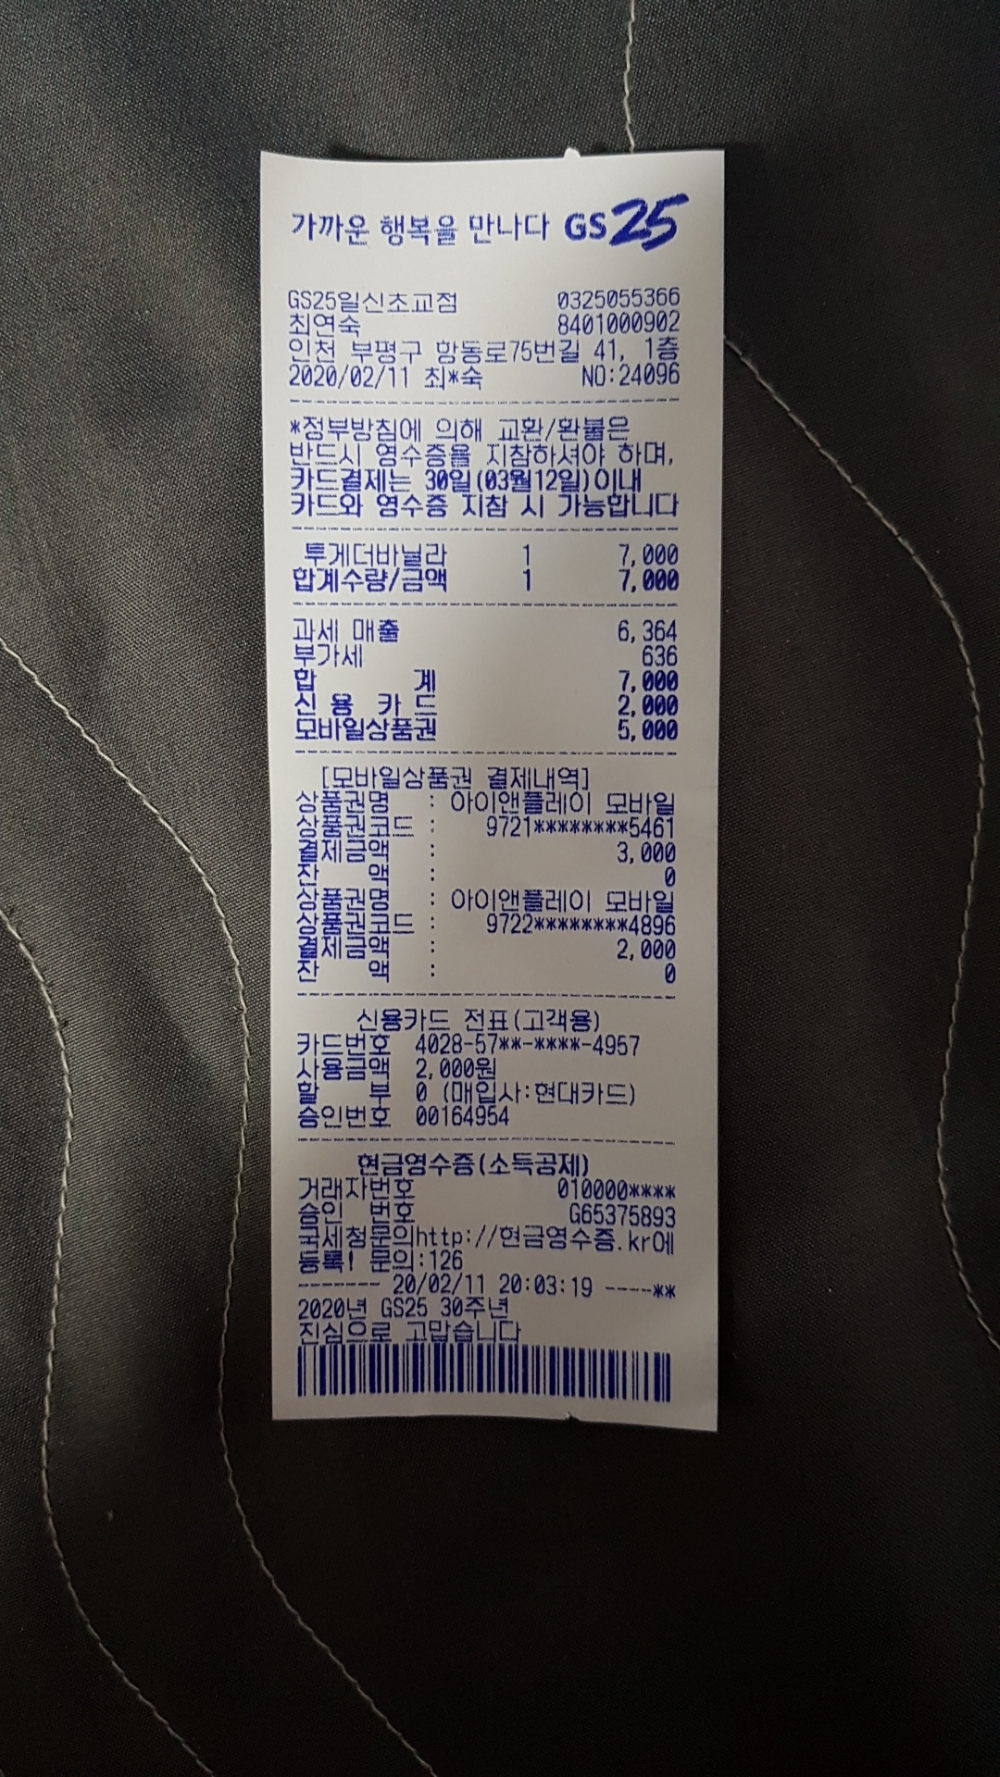 가까운 행복을 만나다 GS25
GS25일신초교점 0325055366
최연숙 8401000902
인천 부평구 항동로75번길 41, 1층
2020/02/11 최*숙 NO:24096
*정부방침에 의해 교환/환불은
반드시 영수증을 지참하셔야 하며,
카드결제는 30일(03월12일)이내
카드와 영수증 지참 시 가능합니다
투게더바닐라 1 7,000
합계수량/금액 1 7,000
과세 매출 6,364
부가세 636
합 계 7,000
신 용 카 드 2,000
모바일상품권 5,000
[모바일상품권 결제내역]
상품권명 : 아이앤플레이 모바일
상품권코드 : 9721********5461
결제금액 : 3,000
잔 액 : 0
상품권명 : 아이앤플레이 모바일
상품권코드 : 9722********4896
결제금액 : 2,000
잔 액 : 0
신용카드 전표(고객용)
카드번호 4028-57**-****-4957
사용금액 2,000원
할 부 0 (매입사:현대카드)
승인번호 00164954
현금영수증(소득공제)
거래자번호 010000****
승인 번호 G65375893
국세청문의http://현금영수증.kr에
등록! 문의:126
------- 20/02/11 20:03:19 ----**
2020년 GS25 30주년
진심으로 고맙습니다